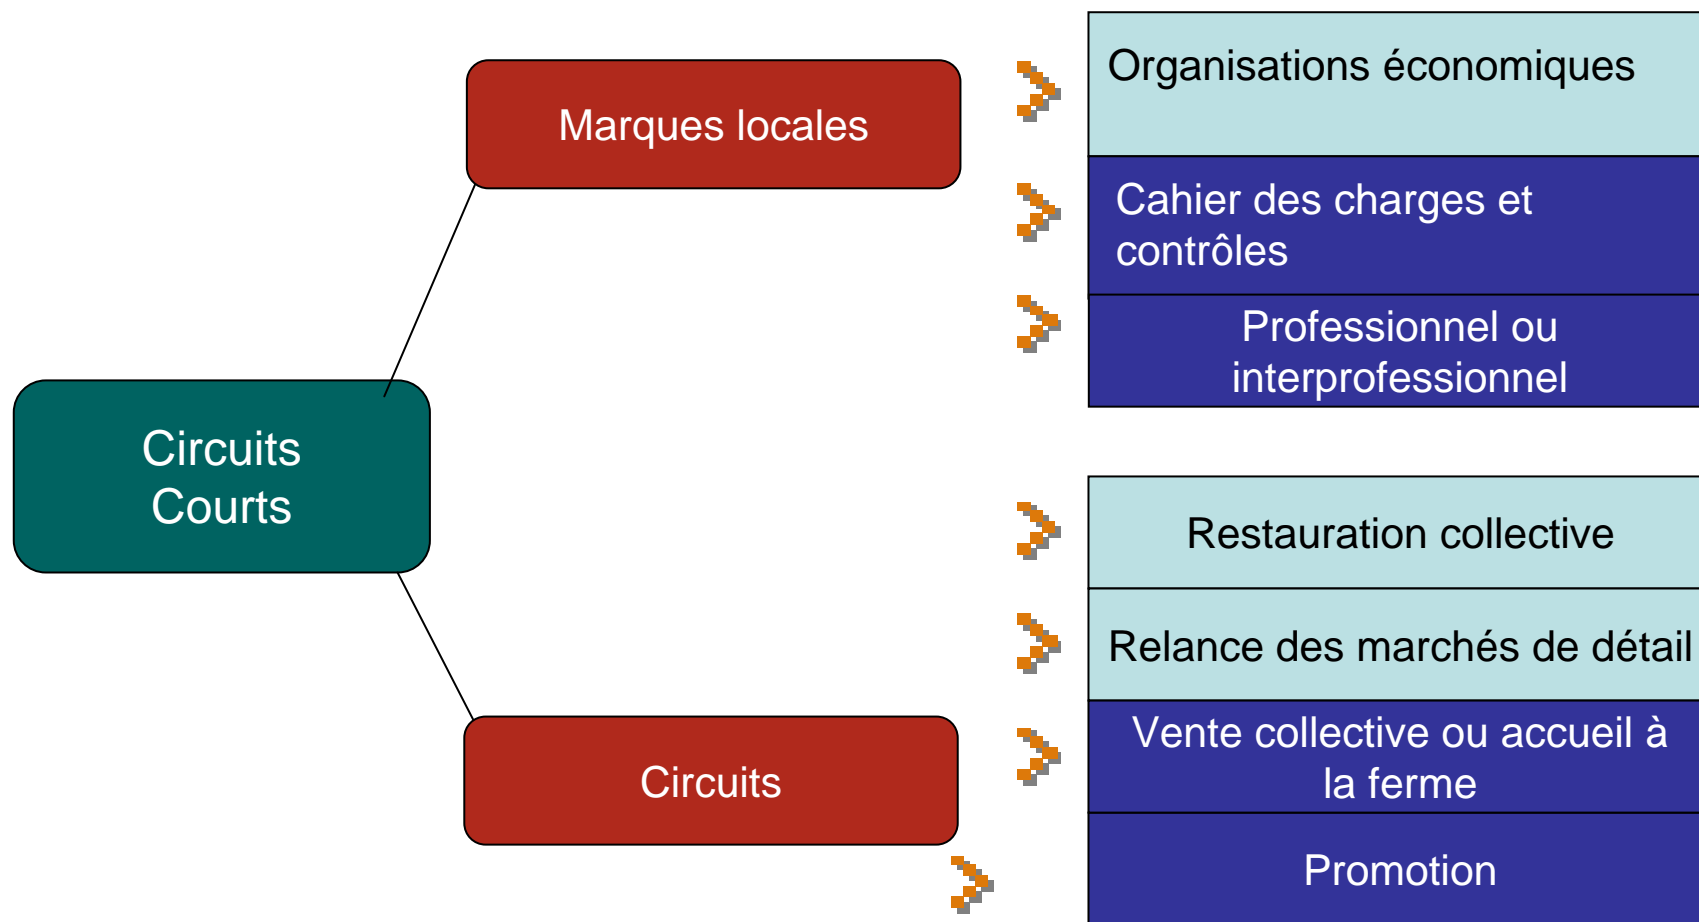 Marques locales
Organisations économiques
Cahier des charges et
contrôles
Professionnel ou
interprofessionnel
Circuits
Courts
Restauration collective
Relance des marchés de détail
Vente collective ou accueil à
la ferme
Circuits
Promotion